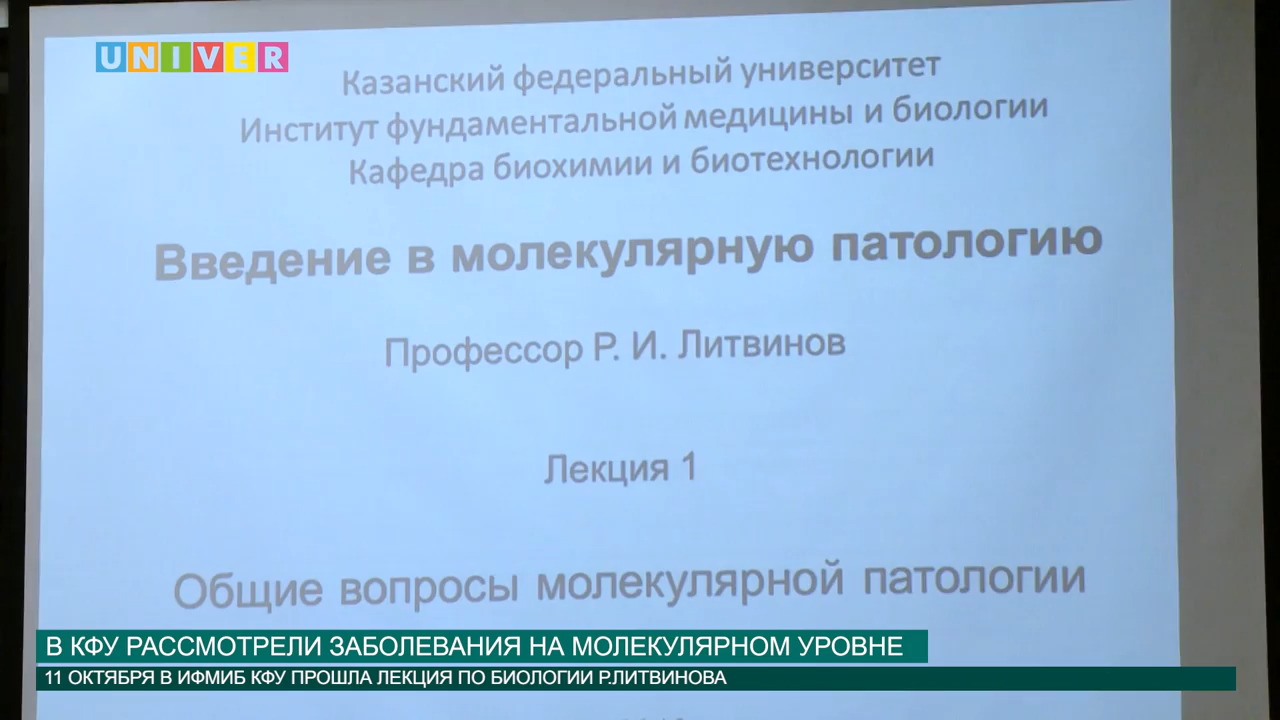 UNIVER
Казанский федеральный университет
Институт фундаментальной медицины и биологии
Кафедра биохимии и биотехнологии
Введение в молекулярную патологию
Профессор Р. И. Литвинов
Лекция 1
Общие вопросы молекулярной патологии
В КФУ РАССМОТРЕЛИ ЗАБОЛЕВАНИЯ НА МОЛЕКУЛЯРНОМ УРОВНЕ
11 ОКТЯБРЯ В ИФМИБ КФУ ПРОШЛА ЛЕКЦИЯ ПО БИОЛОГИИ Р.ЛИТВИНОВА